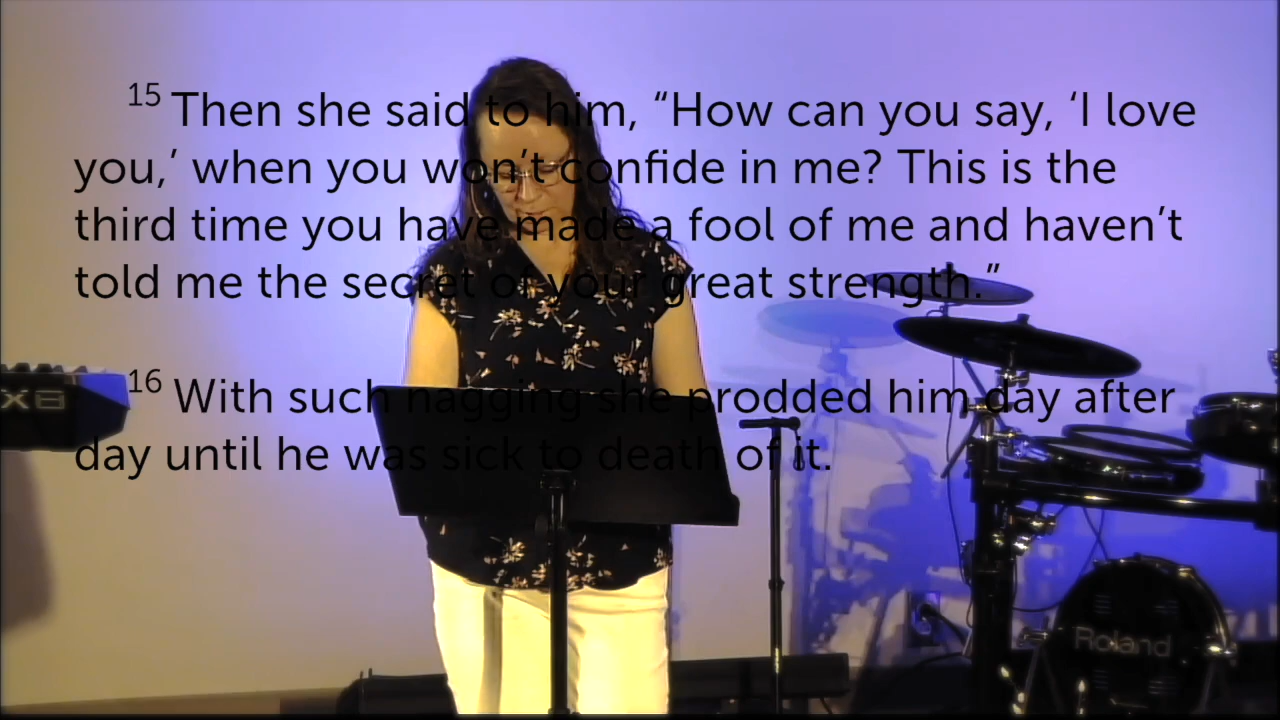 15 Then she said to him, “How can you say, ‘I love
you,’ when you won’t confide in me? This is the
third time you have made a fool of me and haven’t
told me the secret of your great strength.”
16 With such nagging she prodded him day after
day until he was sick to death of it.
X8
Roland